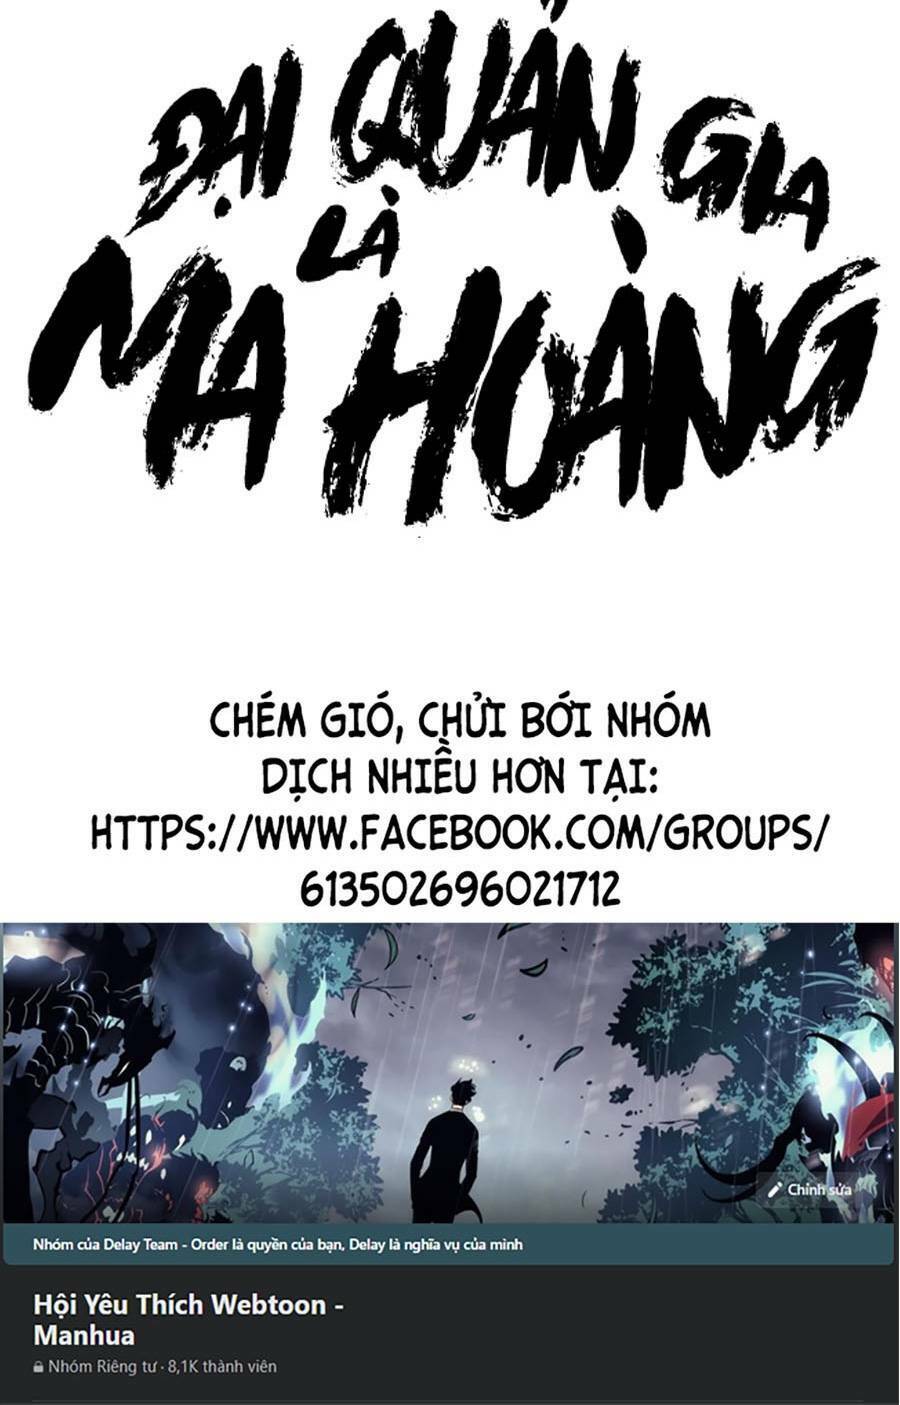 ĐẠI QUẢN GIA
LÀ
MA HOÀNG
CHÉM GIÓ, CHỬI BỚI NHÓM
DỊCH NHIỀU HƠN TẠI:
HTTPS://WWW.FACEBOOK.COM/GROUPS/
613502696021712
Chỉnh sửa
Nhóm của Delay Team - Order là quyền của bạn, Delay là nghĩa vụ của mình
Hội Yêu Thích Webtoon -
Manhua
Nhóm Riêng tư · 8,1K thành viên